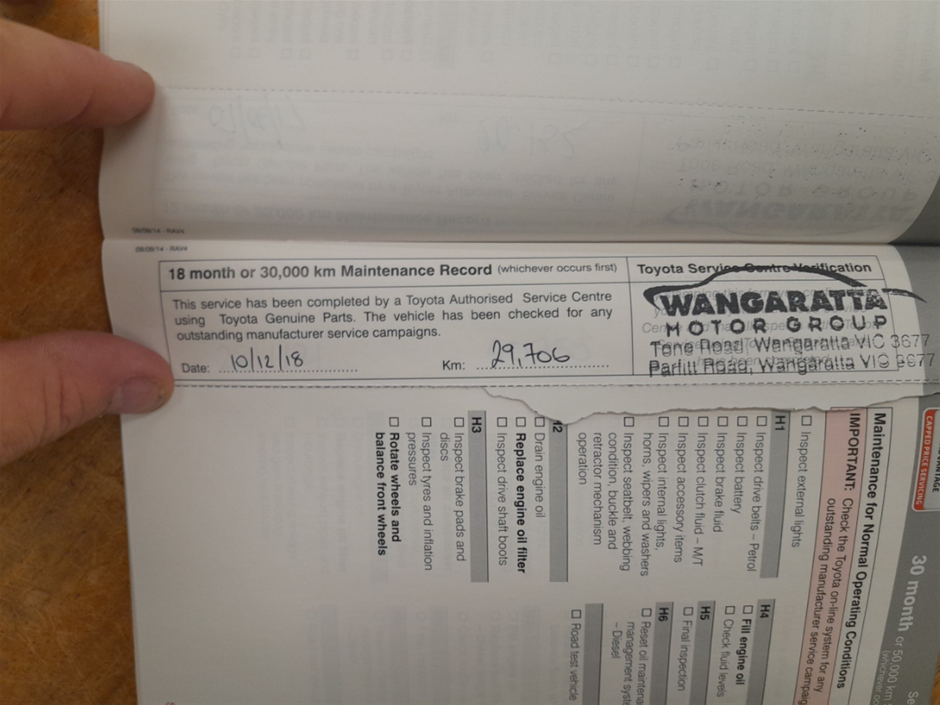 18 month or 30,000 km Maintenance Record (whichever occurs first)
This service has been completed by a Toyota Authorised Service Centre
using Toyota Genuine Parts. The vehicle has been checked for any
outstanding manufacturer service campaigns.
Date: 10/12/18
Km: 29,706
Toyota Service Centre Verification
WANGARATTA
MOTOR GROUP
Tone Road, Wangaratta VIC 3677
Parfitt Road, Wangaratta VIC 3677
CAPPED PRICE SERVICING
30 month or 50,000 km
Maintenance for Normal Operating Conditions
IMPORTANT: Check the Toyota on-line system for any
outstanding manufacturer service
Inspect external lights
H1
Inspect drive belts – Petrol
Inspect battery
Inspect brake fluid
Inspect clutch fluid – M/T
Inspect accessory items
Inspect internal lights,
horns, wipers and washers
Inspect seatbelt, webbing
condition, buckle and
retractor mechanism
operation
Drain engine oil
Replace engine oil filter
Inspect drive shaft boots
H3
Inspect brake pads and
discs
Inspect tyres and inflation
pressures
Rotate wheels and
balance front wheels
H4
Fill engine oil
Check fluid levels
H5
Final inspection
H6
Reset oil
management
– Diesel
Road test vehicle